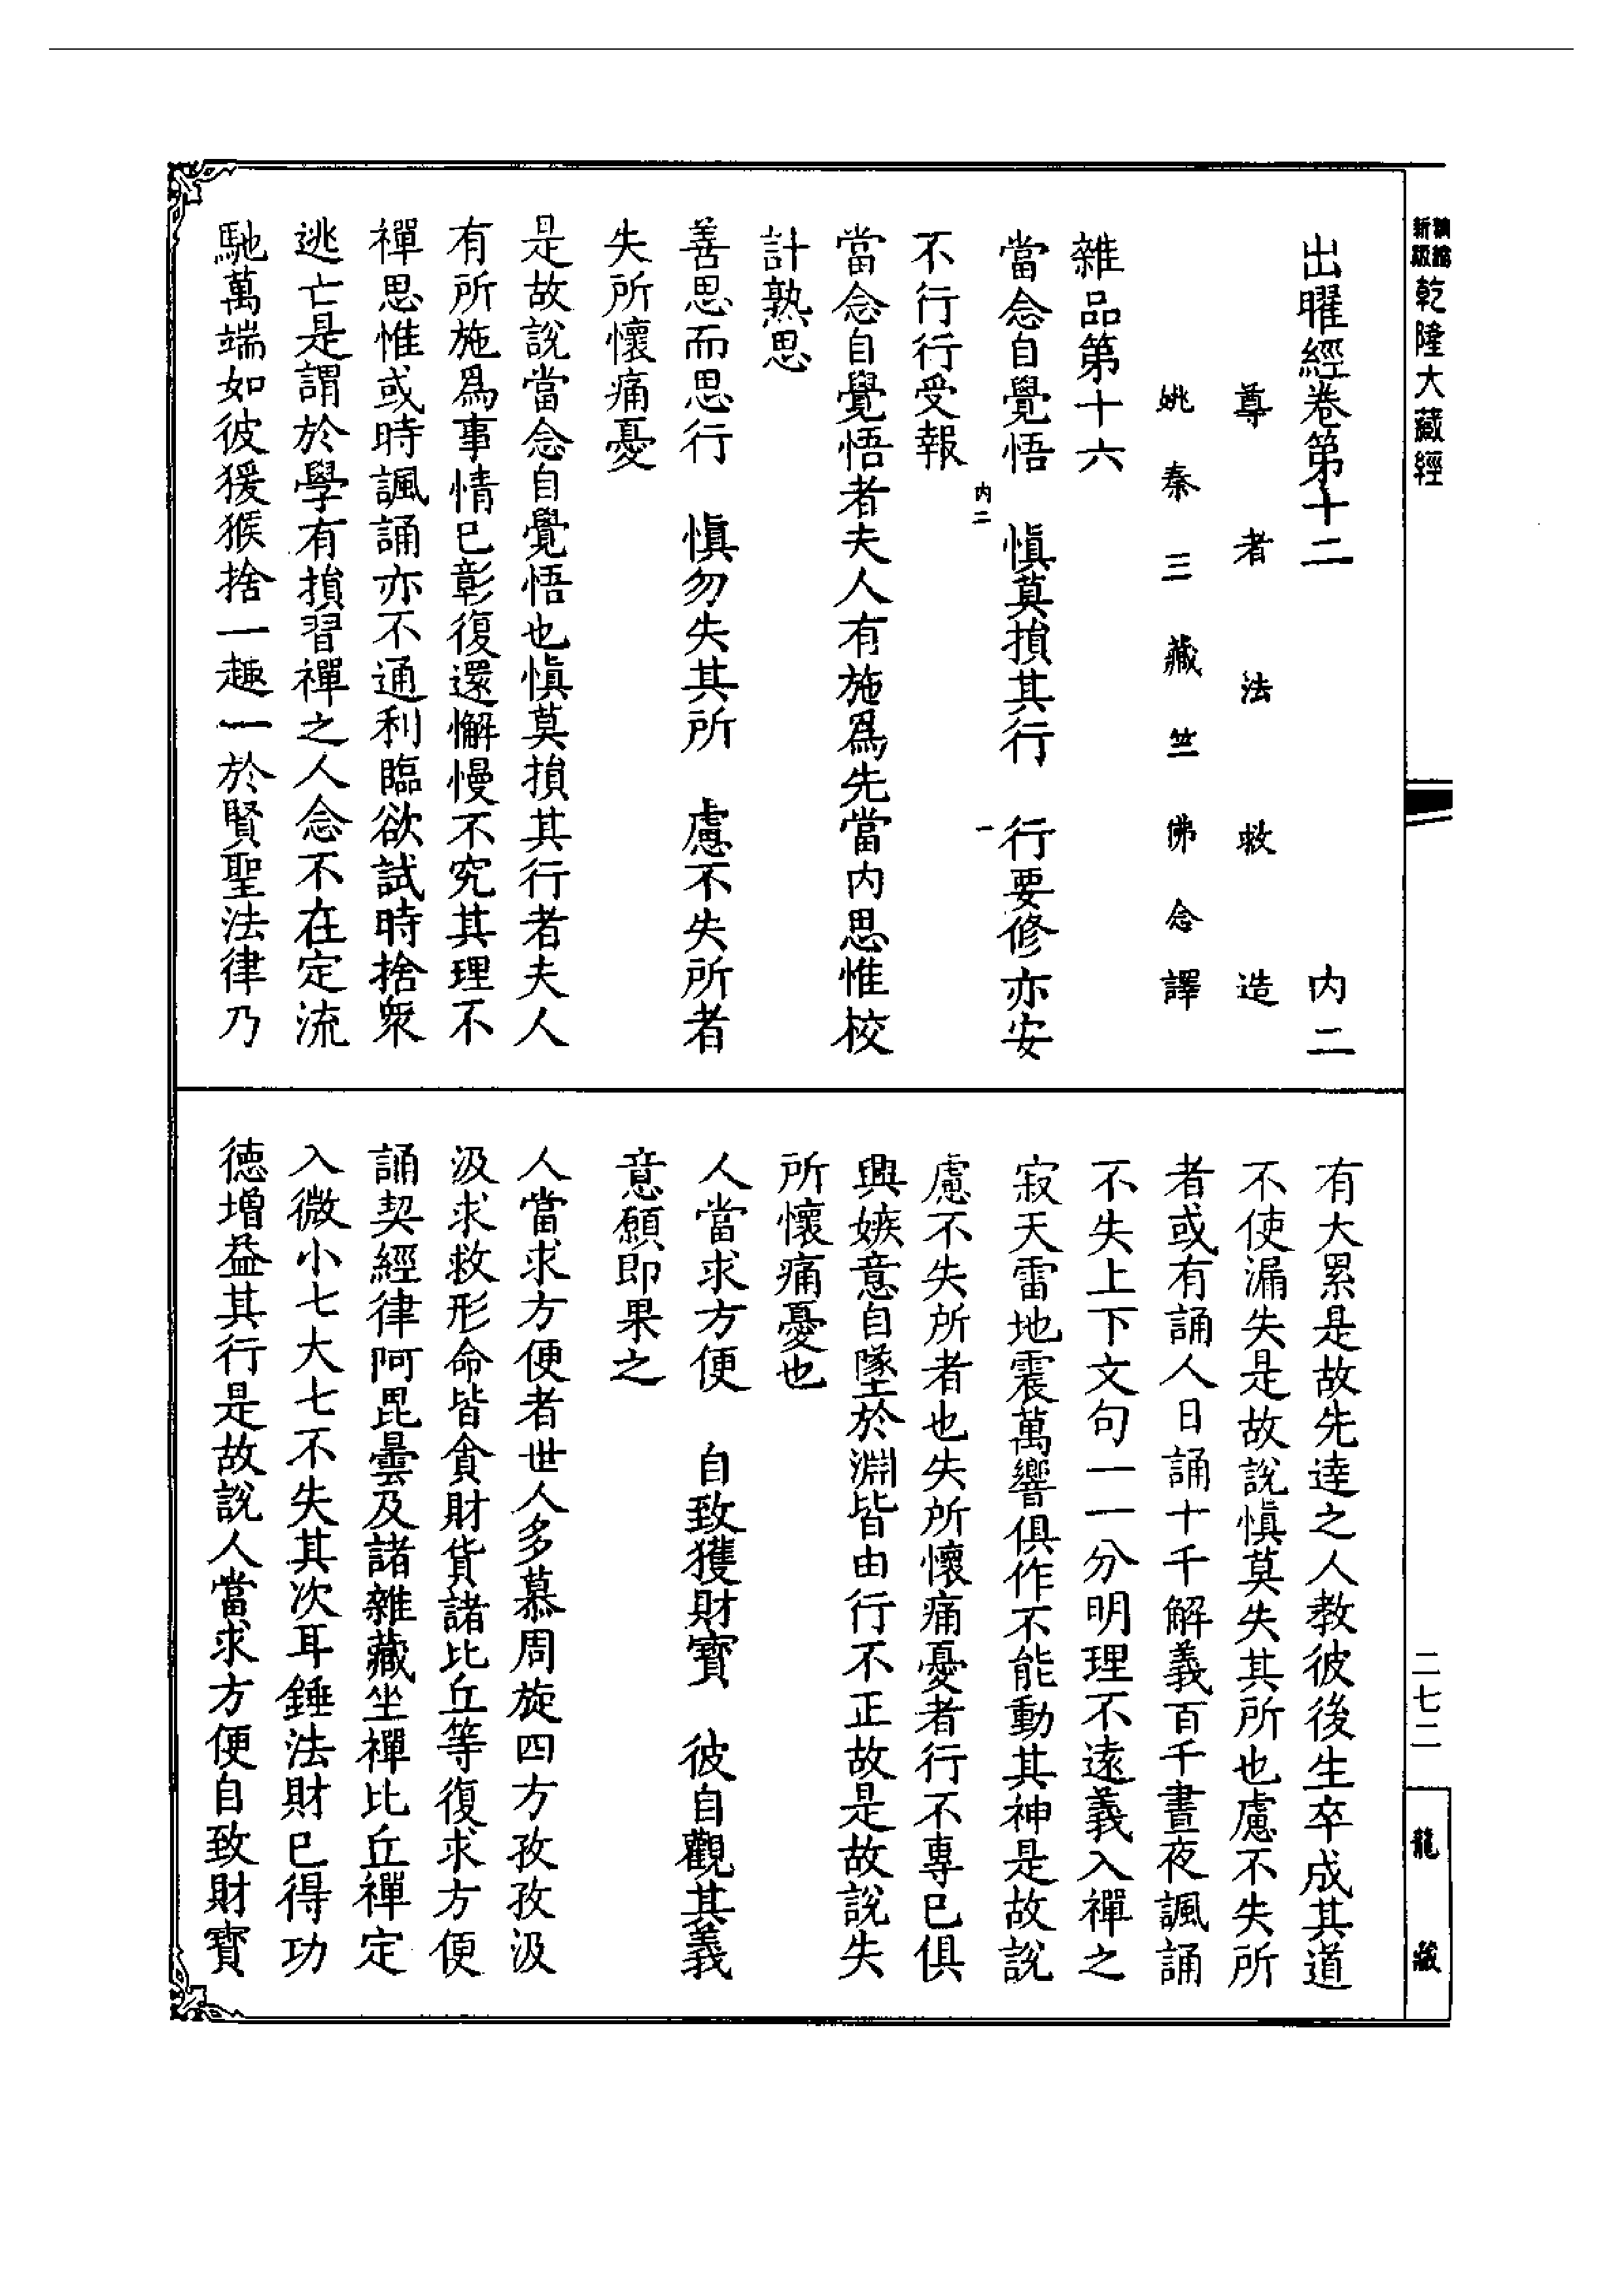 新編縮版乾隆大藏經
二七二
龍藏
出曜經卷第十二 内二
尊者法救造
姚秦三藏竺佛念譯
雜品第十六
當念自覺悟 慎莫損其行 行要修亦安
内二 一
不行行受報
當念自覺悟者夫人有施爲先當内思惟校
計熟思
善思而思行 慎勿失其所 慮不失所者
失所懷痛憂
是故說當念自覺悟也慎莫損其行者夫人
有所施爲事情已彰復還懈慢不究其理不
禪思惟或時諷誦亦不通利臨欲試時捨衆
逃亡是謂於學有損習禪之人念不在定流
馳萬端如彼猨猴捨一趣一於賢聖法律乃
有大累是故先達之人教彼後生卒成其道
不使漏失是故說慎莫失其所也慮不失所
者或有誦人日誦十千解義百千晝夜諷誦
不失上下文句一一分明理不遠義入禪之
寂天雷地震萬響俱作不能動其神是故說
慮不失所者也失所懷痛憂者行不專已俱
興嫉意自墜於淵皆由行不正故是故說失
所懷痛憂也
人當求方便 自致獲財寶 彼自觀其義
意願即果之
人當求方便者世人多慕周旋四方孜孜汲
汲求救形命皆貪財貨諸比丘等復求方便
誦契經律阿毘曇及諸雜藏坐禪比丘禪定
入微小七大七不失其次耳錘法財已得功
德增益其行是故說人當求方便自致財寶